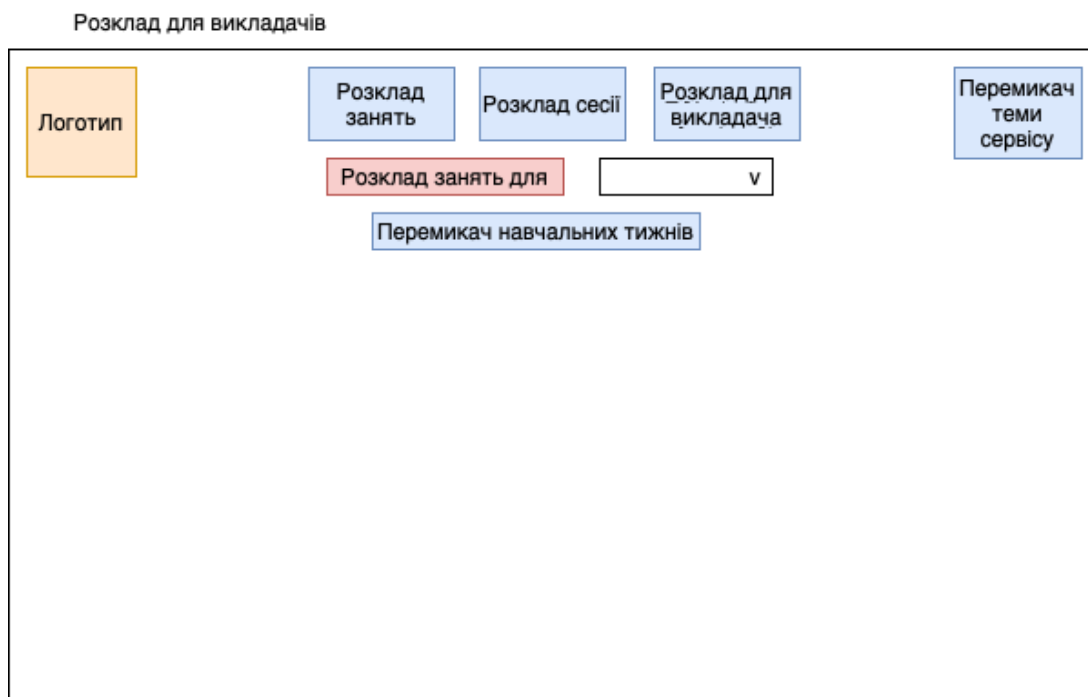 Розклад для викладачів
Логотип
Розклад
занять
Розклад сесії
Розклад для
викладача
Перемикач
теми
сервісу
Розклад занять для
v
Перемикач навчальних тижнів